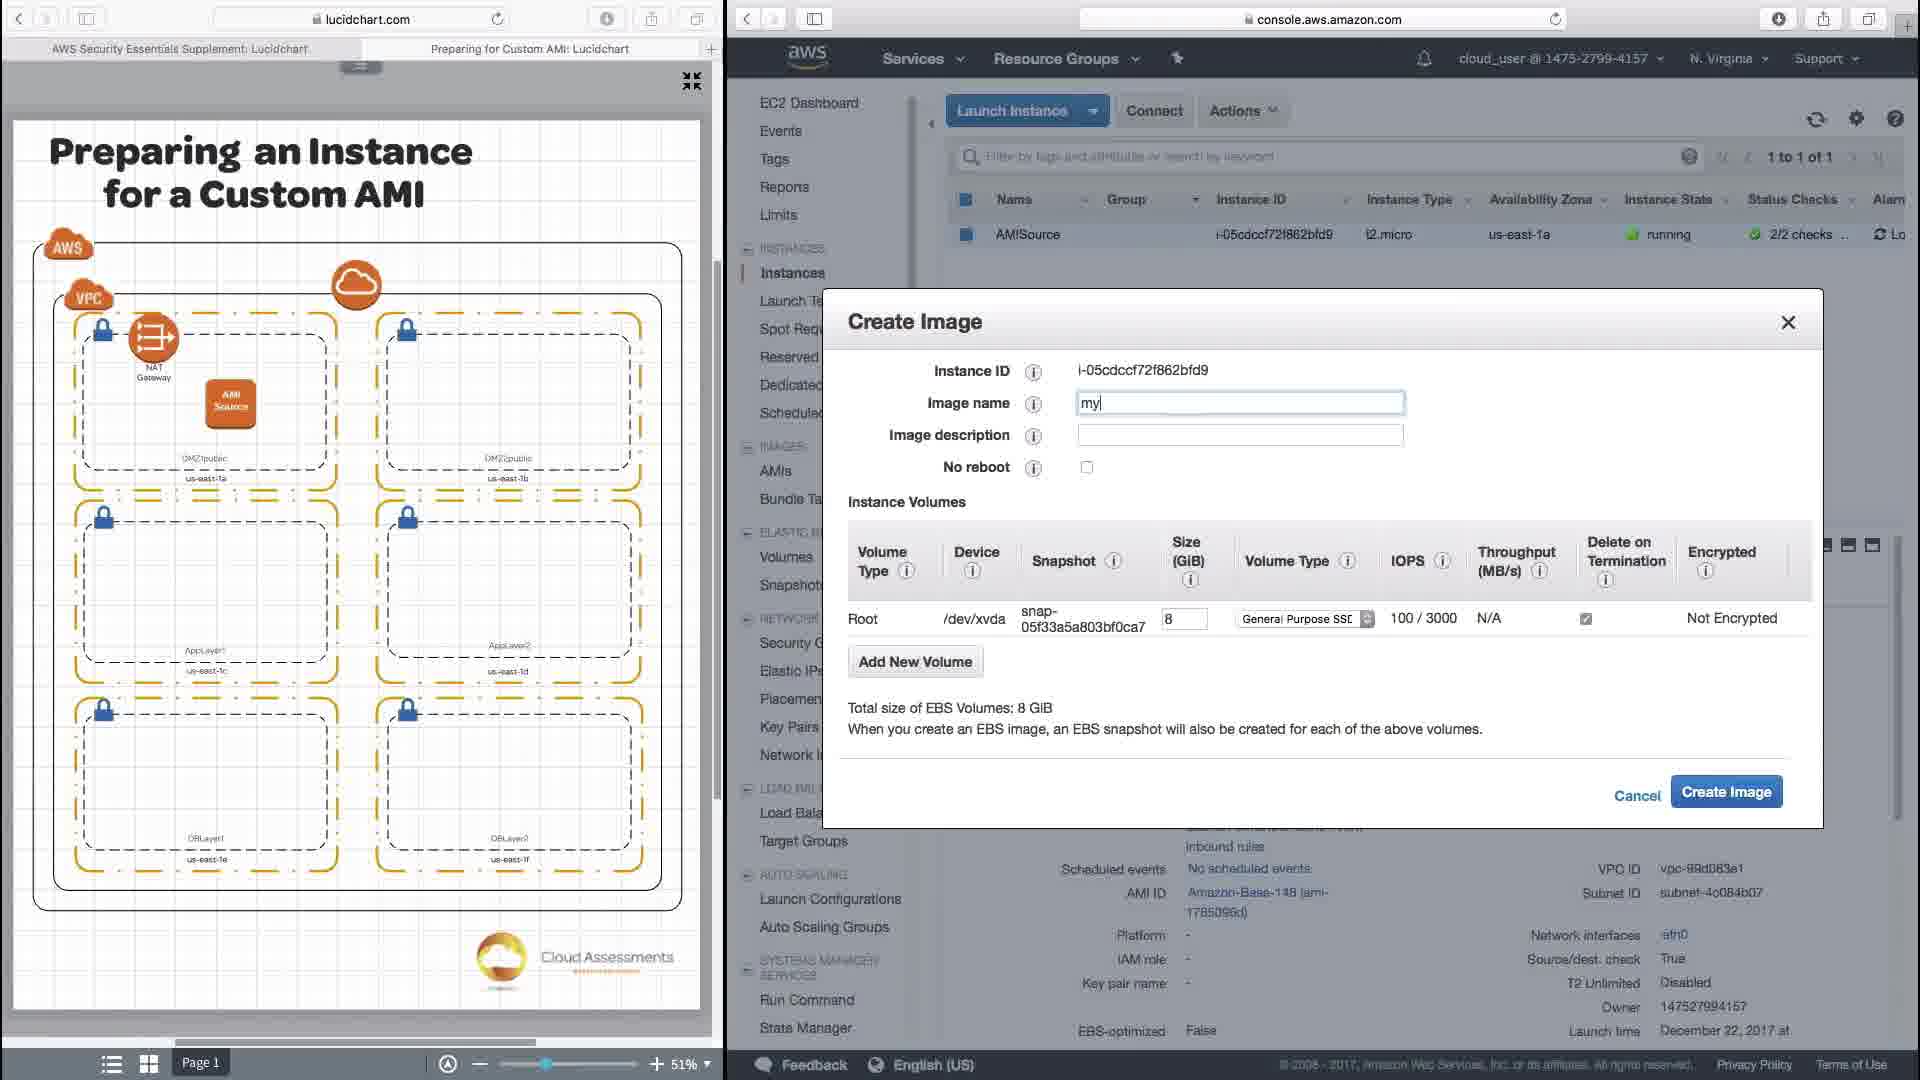 lucidchart.com
AWS Security Essentials Supplement: Lucidchart
Preparing for Custom AMI: Lucidchart
Preparing an Instance
for a Custom AMI
AWS
VPC
NAT
Gateway
AMI
Source
DMZ1public
us-east-1a
DMZ2public
us-east-1b
AppLayer1
us-east-1c
AppLayer2
us-east-1d
DBLayer1
us-east-1e
DBLayer2
us-east-1f
Cloud Assessments
Page 1
51%
console.aws.amazon.com
aws
Services
Resource Groups
cloud_user @ 1475-2799-4157
N. Virginia
Support
EC2 Dashboard
Events
Tags
Reports
Limits
INSTANCES
Instances
Launch Te
Spot Requ
Reserved
Dedicated
Scheduled
IMAGES
AMIs
Bundle Ta
ELASTIC B
Volumes
Snapshots
NETWORK
Security G
Elastic IPs
Placemen
Key Pairs
Network In
LOAD BAL
Load Bala
Target Groups
AUTO SCALING
Launch Configurations
Auto Scaling Groups
SYSTEMS MANAGER
SERVICES
Run Command
State Manager
Launch Instance
Connect
Actions
Filter by tags and attributes or search by keyword
1 to 1 of 1
Name Group Instance ID Instance Type Availability Zone Instance State Status Checks Alarm
AMISource i-05cdccf72f862bfd9 t2.micro us-east-1a running 2/2 checks ... Lo
Create Image
Instance ID i-05cdccf72f862bfd9
Image name my
Image description
No reboot
Instance Volumes
Volume Type Device Snapshot Size (GiB) Volume Type IOPS Throughput (MB/s) Delete on Termination Encrypted
Root /dev/xvda snap-05f33a5a803bf0ca7 8 General Purpose SSD 100 / 3000 N/A Not Encrypted
Add New Volume
Total size of EBS Volumes: 8 GiB
When you create an EBS image, an EBS snapshot will also be created for each of the above volumes.
Cancel
Create Image
inbound rules
Scheduled events No scheduled events
AMI ID Amazon-Base-148 (ami-
1785096d)
Platform -
IAM role -
Key pair name -
EBS-optimized False
VPC ID vpc-99d083e1
Subnet ID subnet-4c084b07
Network interfaces eth0
Source/dest. check True
T2 Unlimited Disabled
Owner 147527994157
Launch time December 22, 2017 at
Feedback
English (US)
© 2008 - 2017, Amazon Web Services, Inc. or its affiliates. All rights reserved.
Privacy Policy
Terms of Use